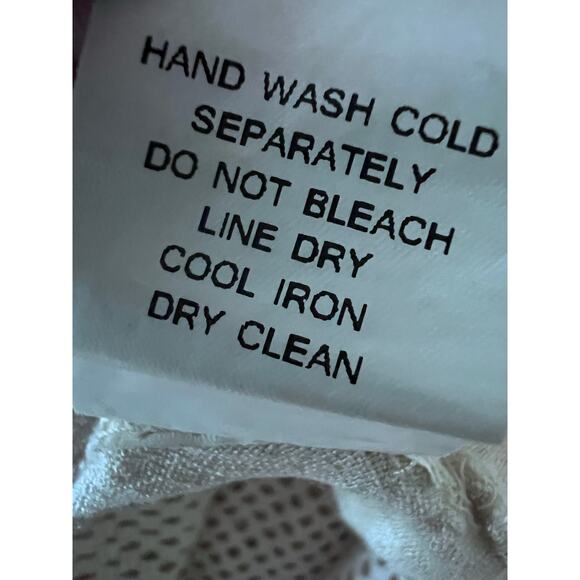 HAND WASH COLD
SEPARATELY
DO NOT BLEACH
LINE DRY
COOL IRON
DRY CLEAN